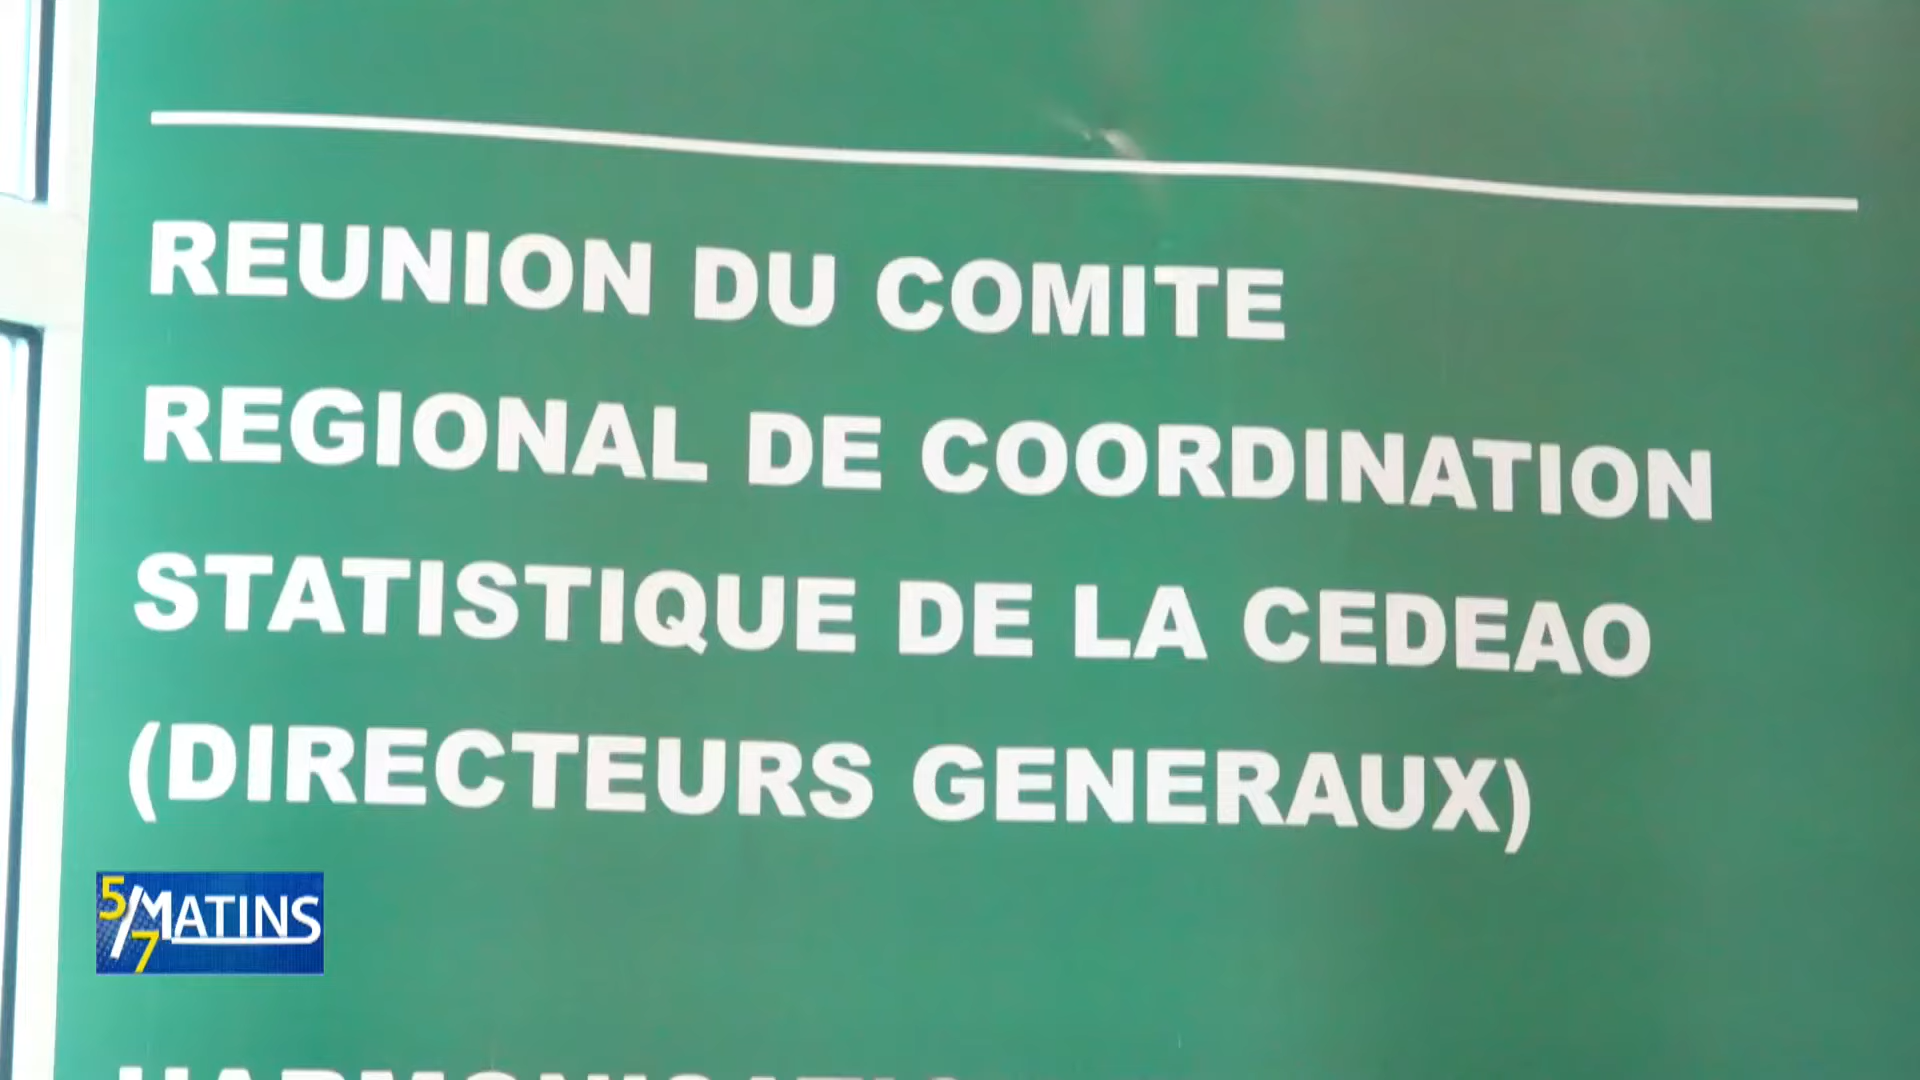 REUNION DU COMITE
REGIONAL DE COORDINATION
STATISTIQUE DE LA CEDEAO
(DIRECTEURS GENERAUX)
5/7 MATINS